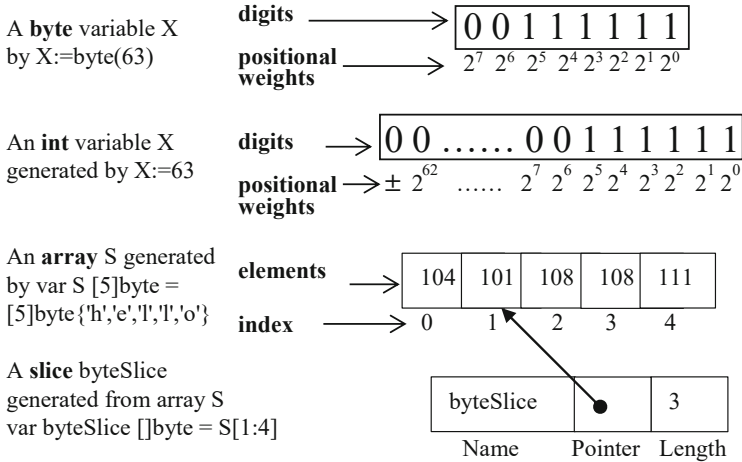 A byte variable X
by X:=byte(63)
digits
0 0 1 1 1 1 1 1
positional
weights
2^7 2^6 2^5 2^4 2^3 2^2 2^1 2^0
An int variable X
generated by X:=63
digits
0 0 ...... 0 0 1 1 1 1 1 1
positional
weights
± 2^62 ...... 2^7 2^6 2^5 2^4 2^3 2^2 2^1 2^0
An array S generated
by var S [5]byte =
[5]byte{'h','e','l','l','o'}
elements
104 101 108 108 111
index
0 1 2 3 4
A slice byteSlice
generated from array S
var byteSlice []byte = S[1:4]
byteSlice 3
Name Pointer Length